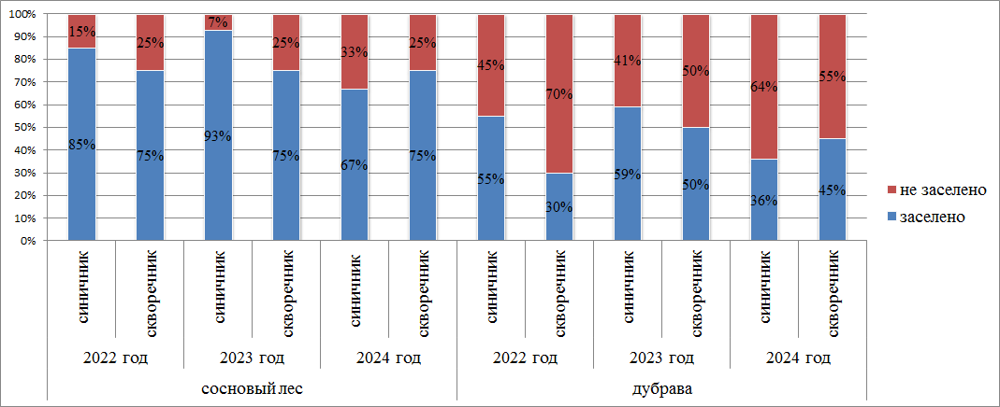 100%
90%
80%
70%
60%
50%
40%
30%
20%
10%
0%
15% 25% 7% 25% 33% 25% 45% 70% 41% 50% 64% 55%
85% 75% 93% 75% 67% 75% 55% 30% 59% 50% 36% 45%
не заселено
заселено
синичник скворечник синичник скворечник синичник скворечник синичник скворечник синичник скворечник синичник скворечник
2022 год 2023 год 2024 год 2022 год 2023 год 2024 год
сосновый лес дубрава